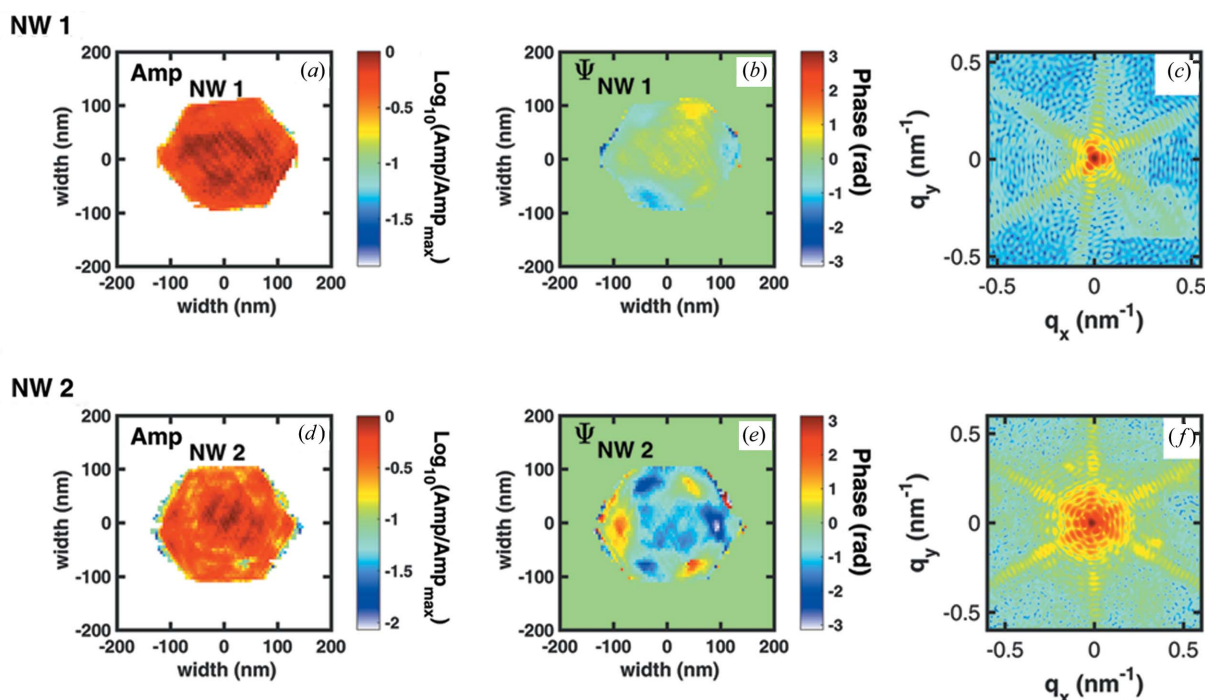 NW 1
200
100
0
-100
-200
width (nm)
-200 -100 0 100 200
width (nm)
Amp
NW 1
(a)
0
-0.5
-1
-1.5
Log10(Amp/Ampmax)
200
100
0
-100
-200
width (nm)
-200 -100 0 100 200
width (nm)
Ψ
NW 1
(b)
3
2
1
0
-1
-2
-3
Phase (rad)
0.5
0
-0.5
qy (nm-1)
-0.5 0 0.5
qx (nm-1)
(c)
NW 2
200
100
0
-100
-200
width (nm)
-200 -100 0 100 200
width (nm)
Amp
NW 2
(d)
0
-0.5
-1
-1.5
-2
Log10(Amp/Ampmax)
200
100
0
-100
-200
width (nm)
-200 -100 0 100 200
width (nm)
Ψ
NW 2
(e)
3
2
1
0
-1
-2
-3
Phase (rad)
0.5
0
-0.5
qy (nm-1)
-0.5 0 0.5
qx (nm-1)
(f)